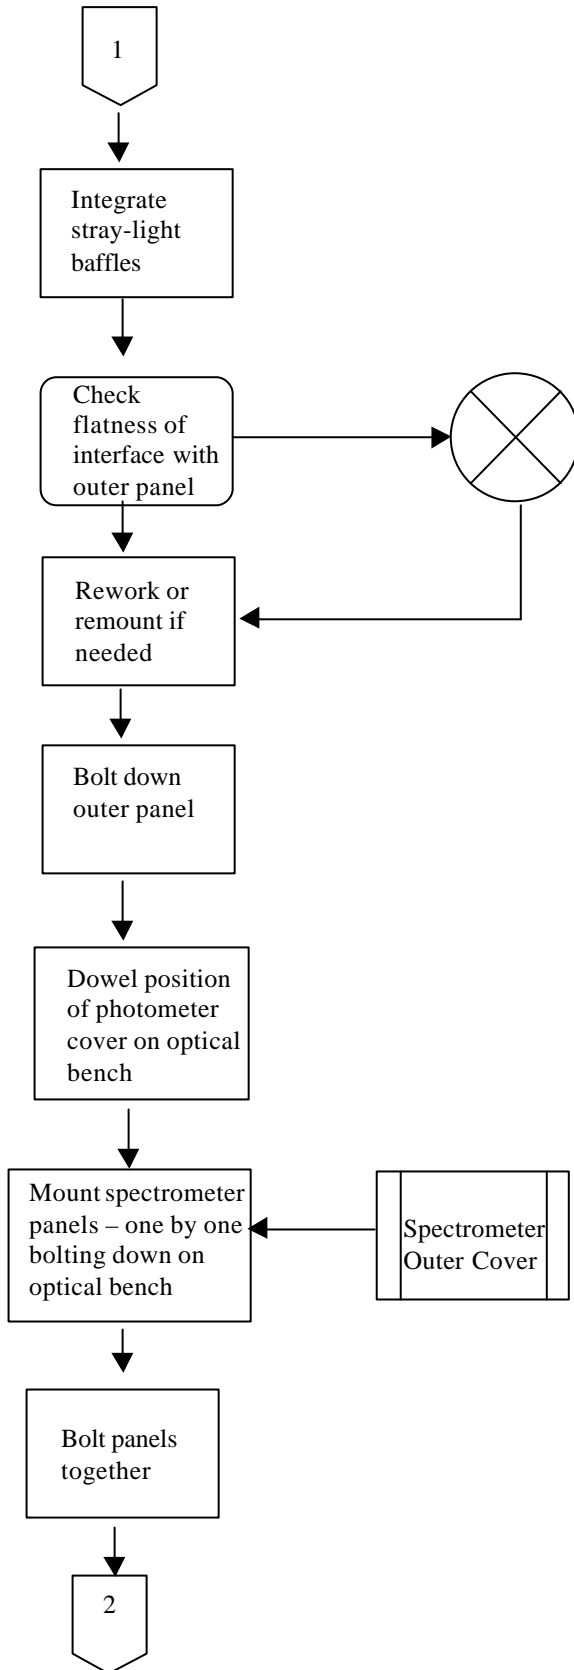 1
Integrate
stray-light
baffles
Check
flatness of
interface with
outer panel
Rework or
remount if
needed
Bolt down
outer panel
Dowel position
of photometer
cover on optical
bench
Mount spectrometer
panels – one by one
bolting down on
optical bench
Spectrometer
Outer Cover
Bolt panels
together
2